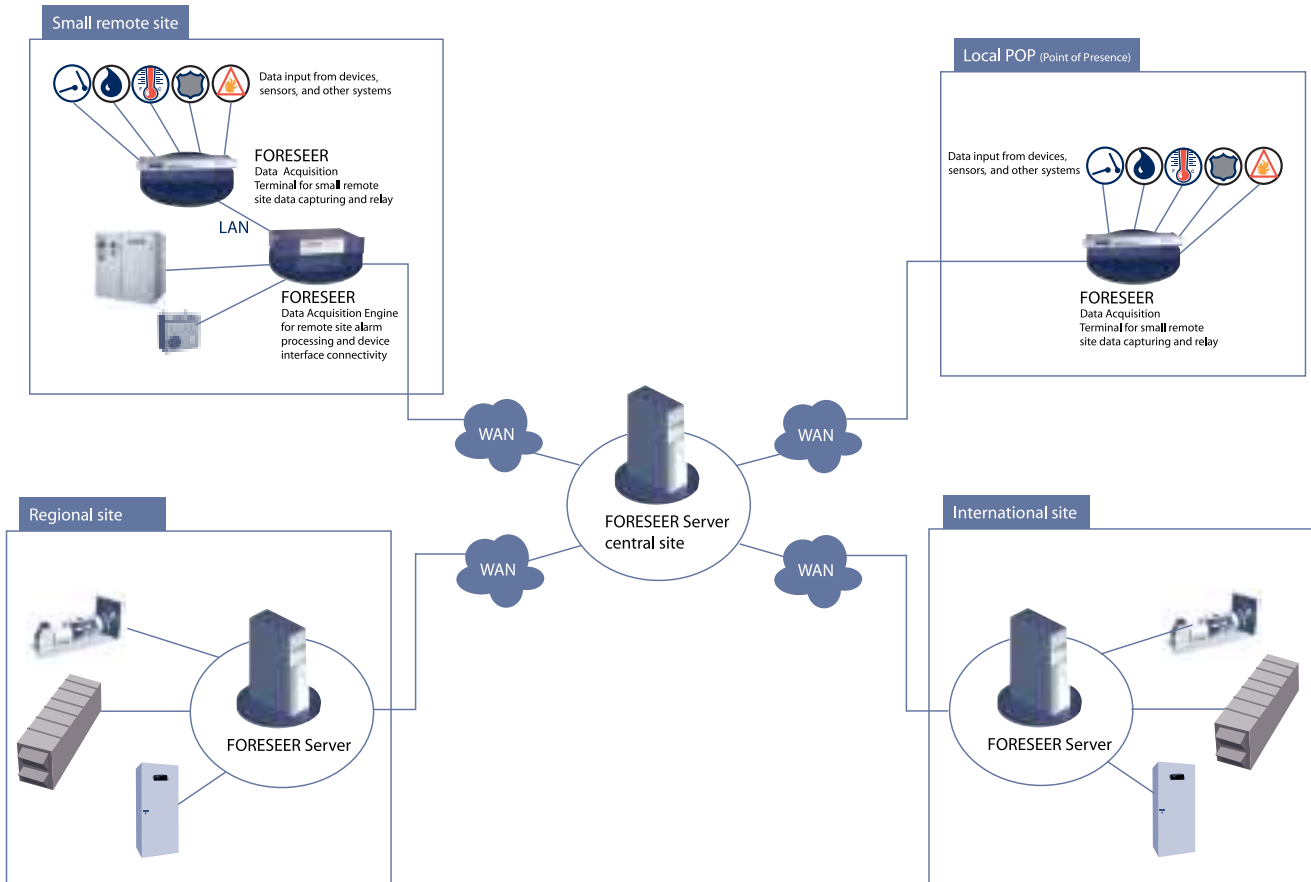 Small remote site
Data input from devices,
sensors, and other systems
FORESEER
Data Acquisition
Terminal for small remote
site data capturing and relay
LAN
FORESEER
Data Acquisition Engine
for remote site alarm
processing and device
interface connectivity
Local POP (Point of Presence)
Data input from devices,
sensors, and other systems
FORESEER
Data Acquisition
Terminal for small remote
site data capturing and relay
WAN
WAN
FORESEER Server
central site
WAN
WAN
Regional site
FORESEER Server
International site
FORESEER Server